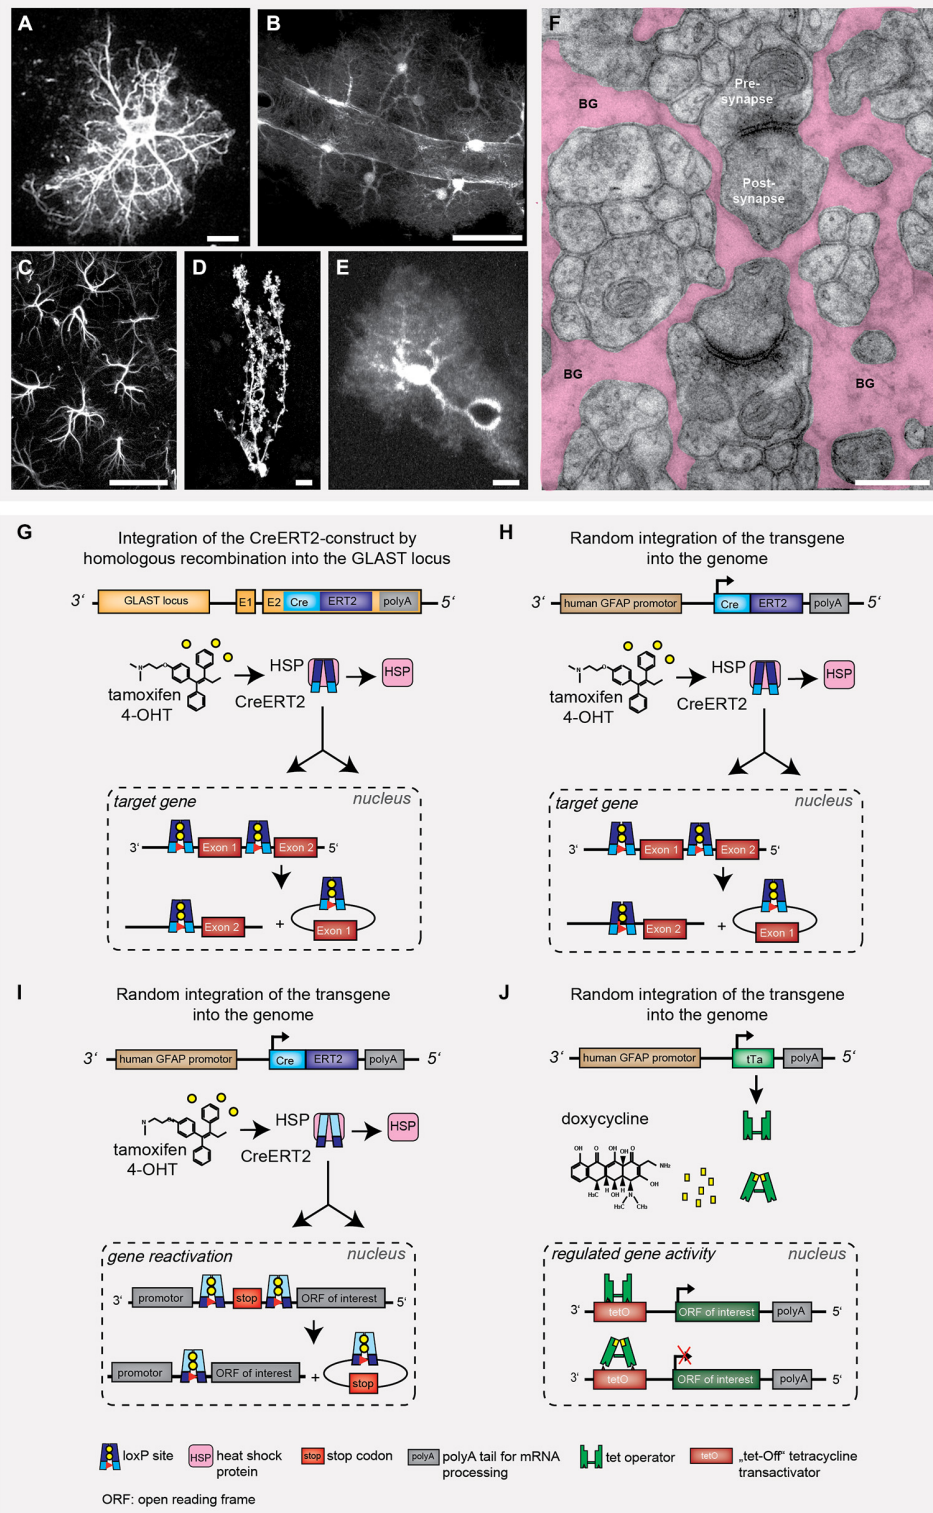 A
B
F
Pre-
synapse
BG
Post-
synapse
C
D
E
BG
BG
G
Integration of the CreERT2-construct by
homologous recombination into the GLAST locus
3‘ GLAST locus E1 E2 Cre ERT2 polyA 5‘
HSP
HSP
tamoxifen
4-OHT
CreERT2
target gene
nucleus
3‘ Exon 1 Exon 2 5‘
Exon 2 + Exon 1
H
Random integration of the transgene
into the genome
3‘ human GFAP promotor Cre ERT2 polyA 5‘
HSP
HSP
tamoxifen
4-OHT
CreERT2
target gene
nucleus
3‘ Exon 1 Exon 2 5‘
Exon 2 + Exon 1
I
Random integration of the transgene
into the genome
3‘ human GFAP promotor Cre ERT2 polyA 5‘
HSP
HSP
tamoxifen
4-OHT
CreERT2
gene reactivation
nucleus
3‘ promotor stop ORF of interest 5‘
promotor ORF of interest + stop
J
Random integration of the transgene
into the genome
3‘ human GFAP promotor tTa polyA 5‘
doxycycline
OH O OH OH O
NH₂
OH
H₃C H OH H N
H₃C CH₃
regulated gene activity
nucleus
3‘ tetO ORF of interest polyA 5‘
3‘ tetO ORF of interest polyA 5‘
loxP site
HSP heat shock
protein
stop stop codon
polyA polyA tail for mRNA
processing
tet operator
tetO „tet-Off“ tetracycline
transactivator
ORF: open reading frame